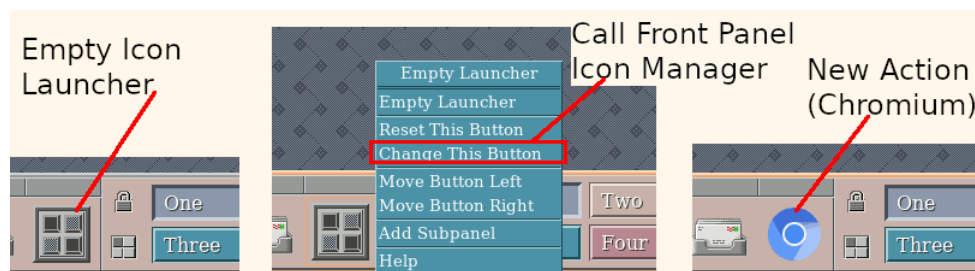 Empty Icon
Launcher
One
Three
Empty Launcher
Empty Launcher
Reset This Button
Change This Button
Move Button Left
Move Button Right
Add Subpanel
Help
Two
Four
Call Front Panel
Icon Manager
New Action
(Chromium)
One
Three